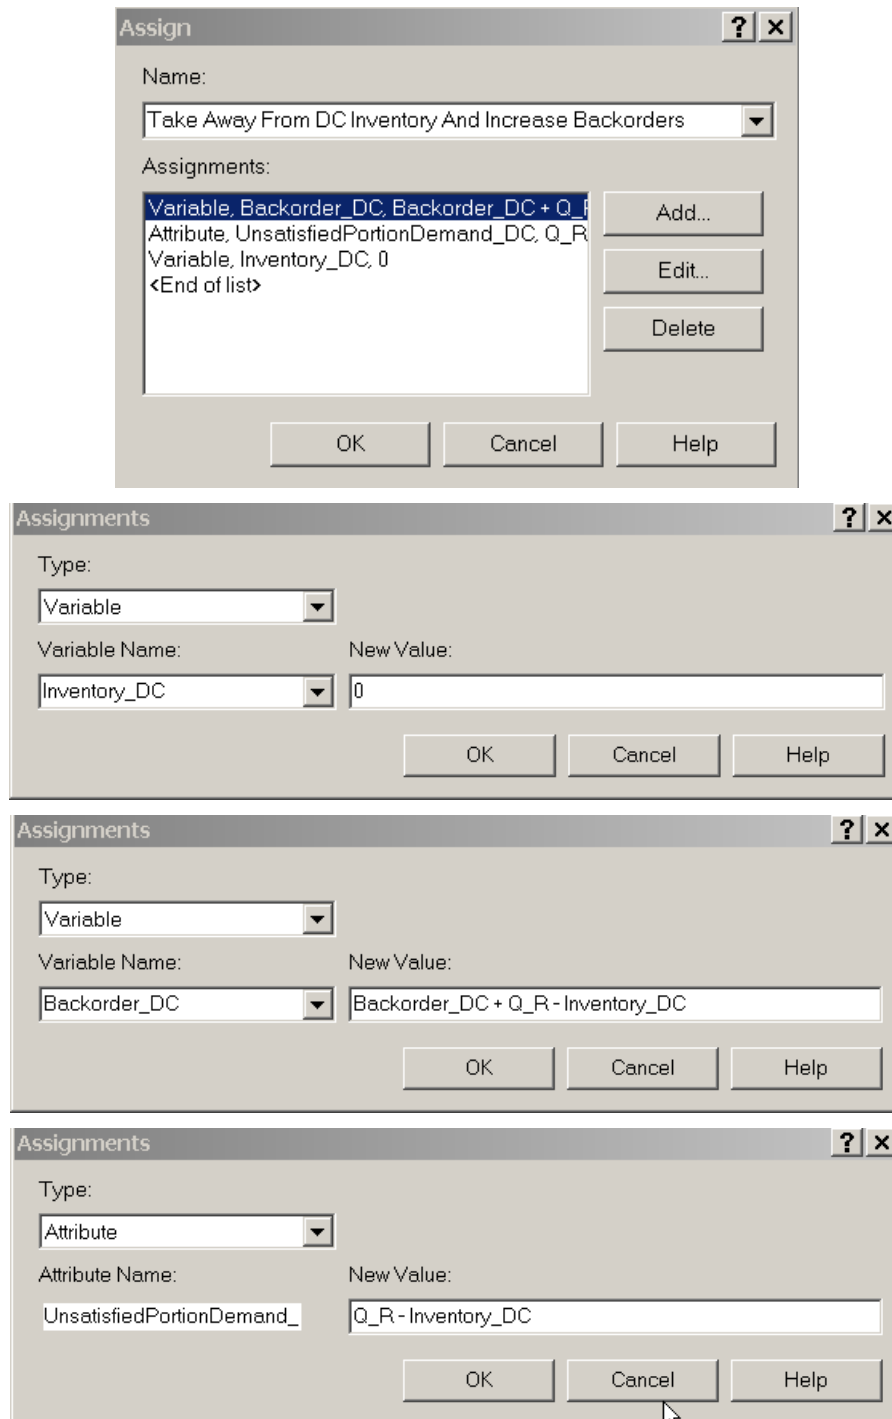 Assign
Name:
Take Away From DC Inventory And Increase Backorders
Assignments:
Variable, Backorder_DC, Backorder_DC + Q_R
Attribute, UnsatisfiedPortionDemand_DC, Q_R
Variable, Inventory_DC, 0
<End of list>
Add...
Edit...
Delete
OK Cancel Help
Assignments
Type:
Variable
Variable Name: New Value:
Inventory_DC 0
OK Cancel Help
Assignments
Type:
Variable
Variable Name: New Value:
Backorder_DC Backorder_DC + Q_R - Inventory_DC
OK Cancel Help
Assignments
Type:
Attribute
Attribute Name: New Value:
UnsatisfiedPortionDemand_ Q_R - Inventory_DC
OK Cancel Help